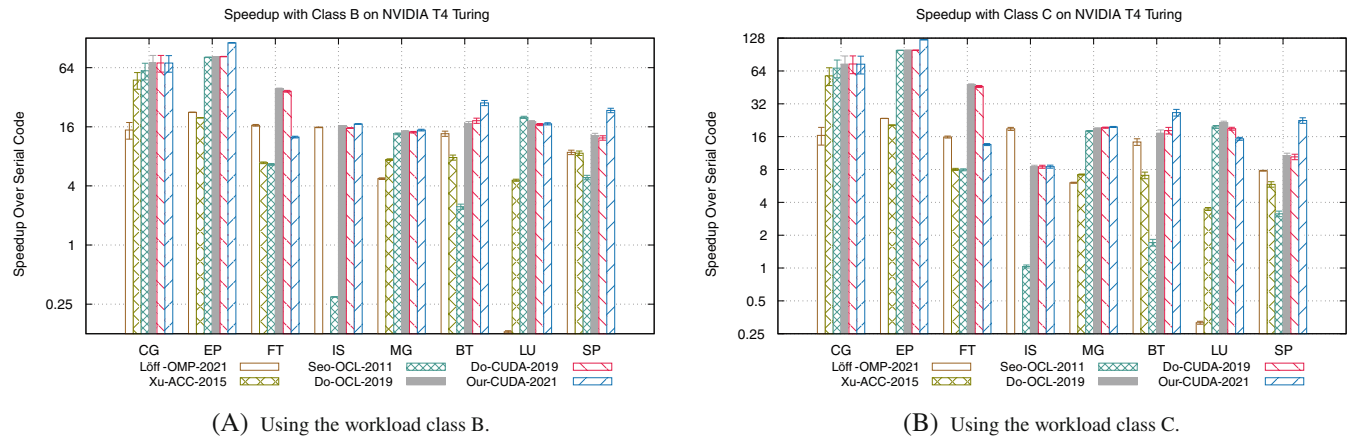 Speedup with Class B on NVIDIA T4 Turing
Speedup Over Serial Code
64
16
4
1
0.25
CG EP FT IS MG BT LU SP
Löff -OMP-2021 Seo-OCL-2011 Do-CUDA-2019
Xu-ACC-2015 Do-OCL-2019 Our-CUDA-2021
(A) Using the workload class B.
Speedup with Class C on NVIDIA T4 Turing
Speedup Over Serial Code
128
64
32
16
8
4
2
1
0.5
0.25
CG EP FT IS MG BT LU SP
Löff -OMP-2021 Seo-OCL-2011 Do-CUDA-2019
Xu-ACC-2015 Do-OCL-2019 Our-CUDA-2021
(B) Using the workload class C.